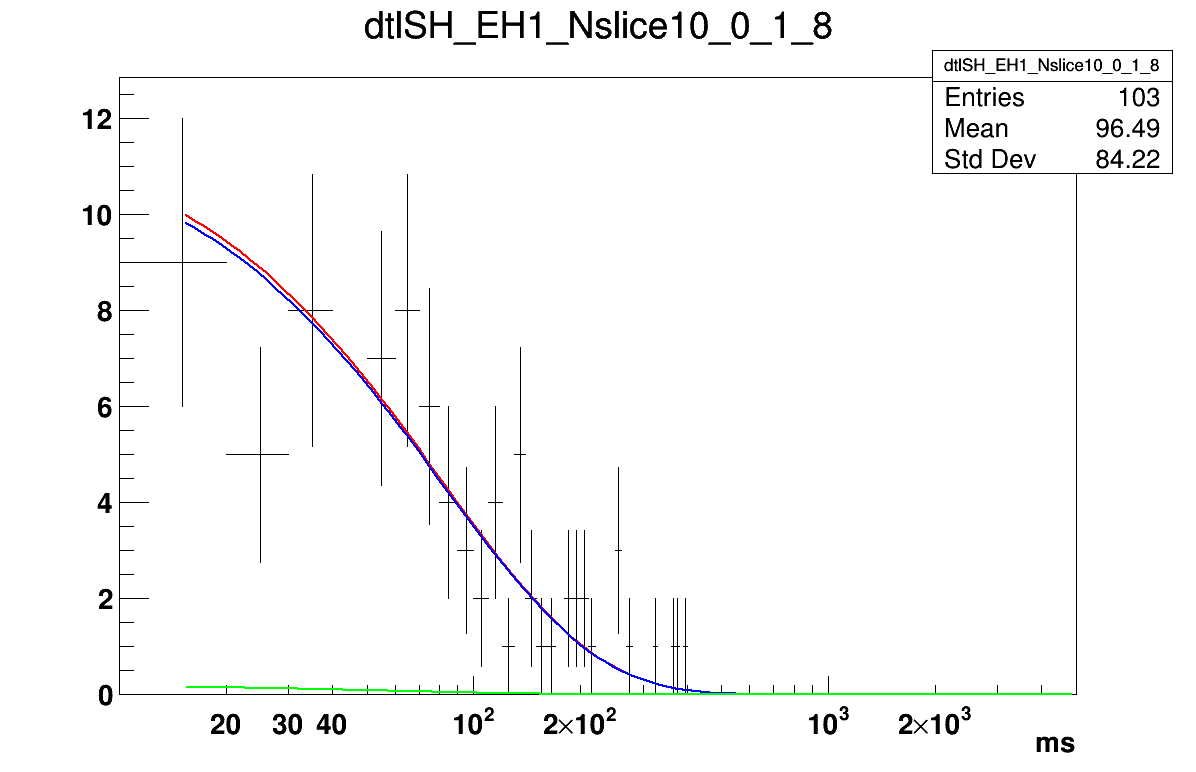 dtlSH_EH1_Nslice10_0_1_8
dtlSH_EH1_Nslice10_0_1_8
Entries 103
Mean 96.49
Std Dev 84.22
12
10
8
6
4
2
0
20 30 40 10² 2×10² 10³ 2×10³
ms